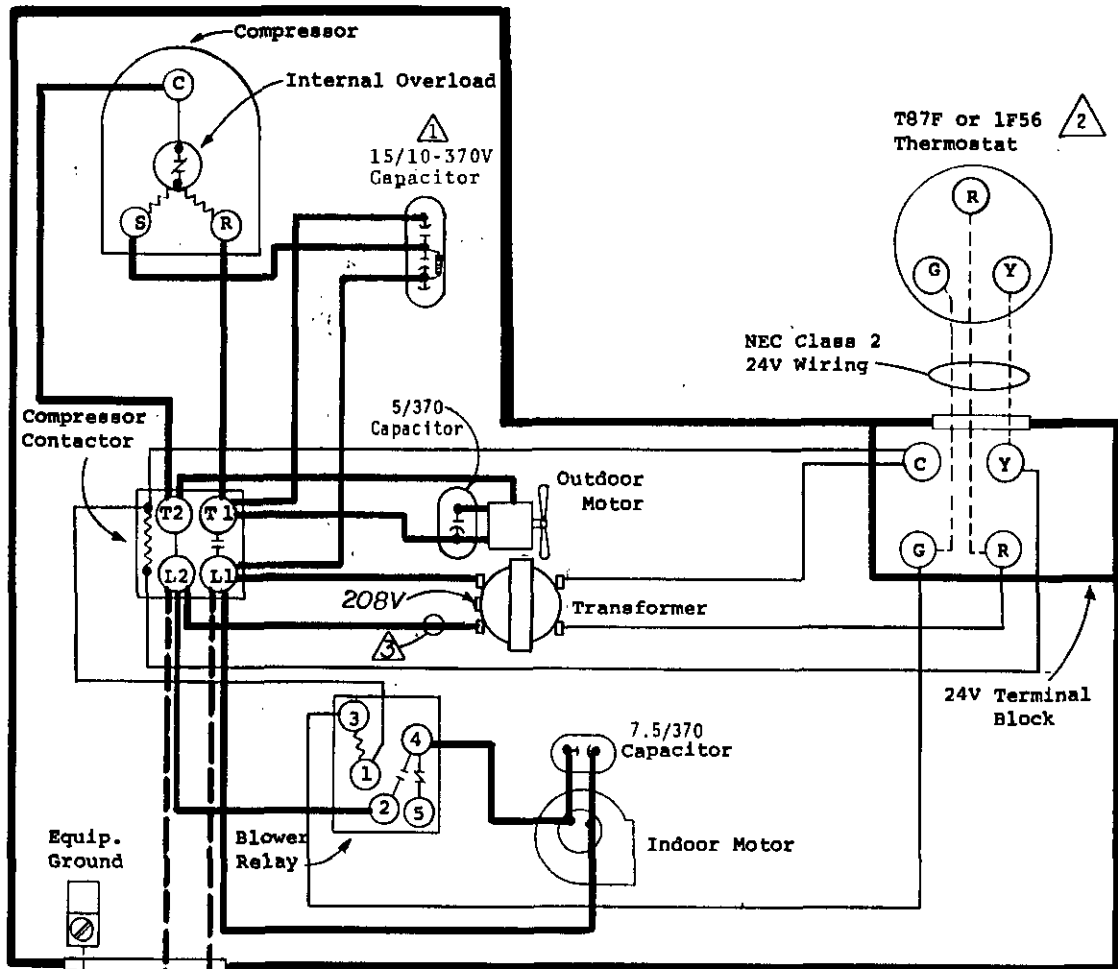 Compressor
C
Internal Overload
S
R
1
15/10-370V
Capacitor
T87F or 1F56
Thermostat
2
R
G
Y
NEC Class 2
24V Wiring
Compressor
Contactor
5/370
Capacitor
Outdoor
Motor
C
Y
G
R
T2
T1
L2
L1
208V
3
Transformer
24V Terminal
Block
3
4
1
2
5
7.5/370
Capacitor
Blower
Relay
Indoor Motor
Equip.
Ground